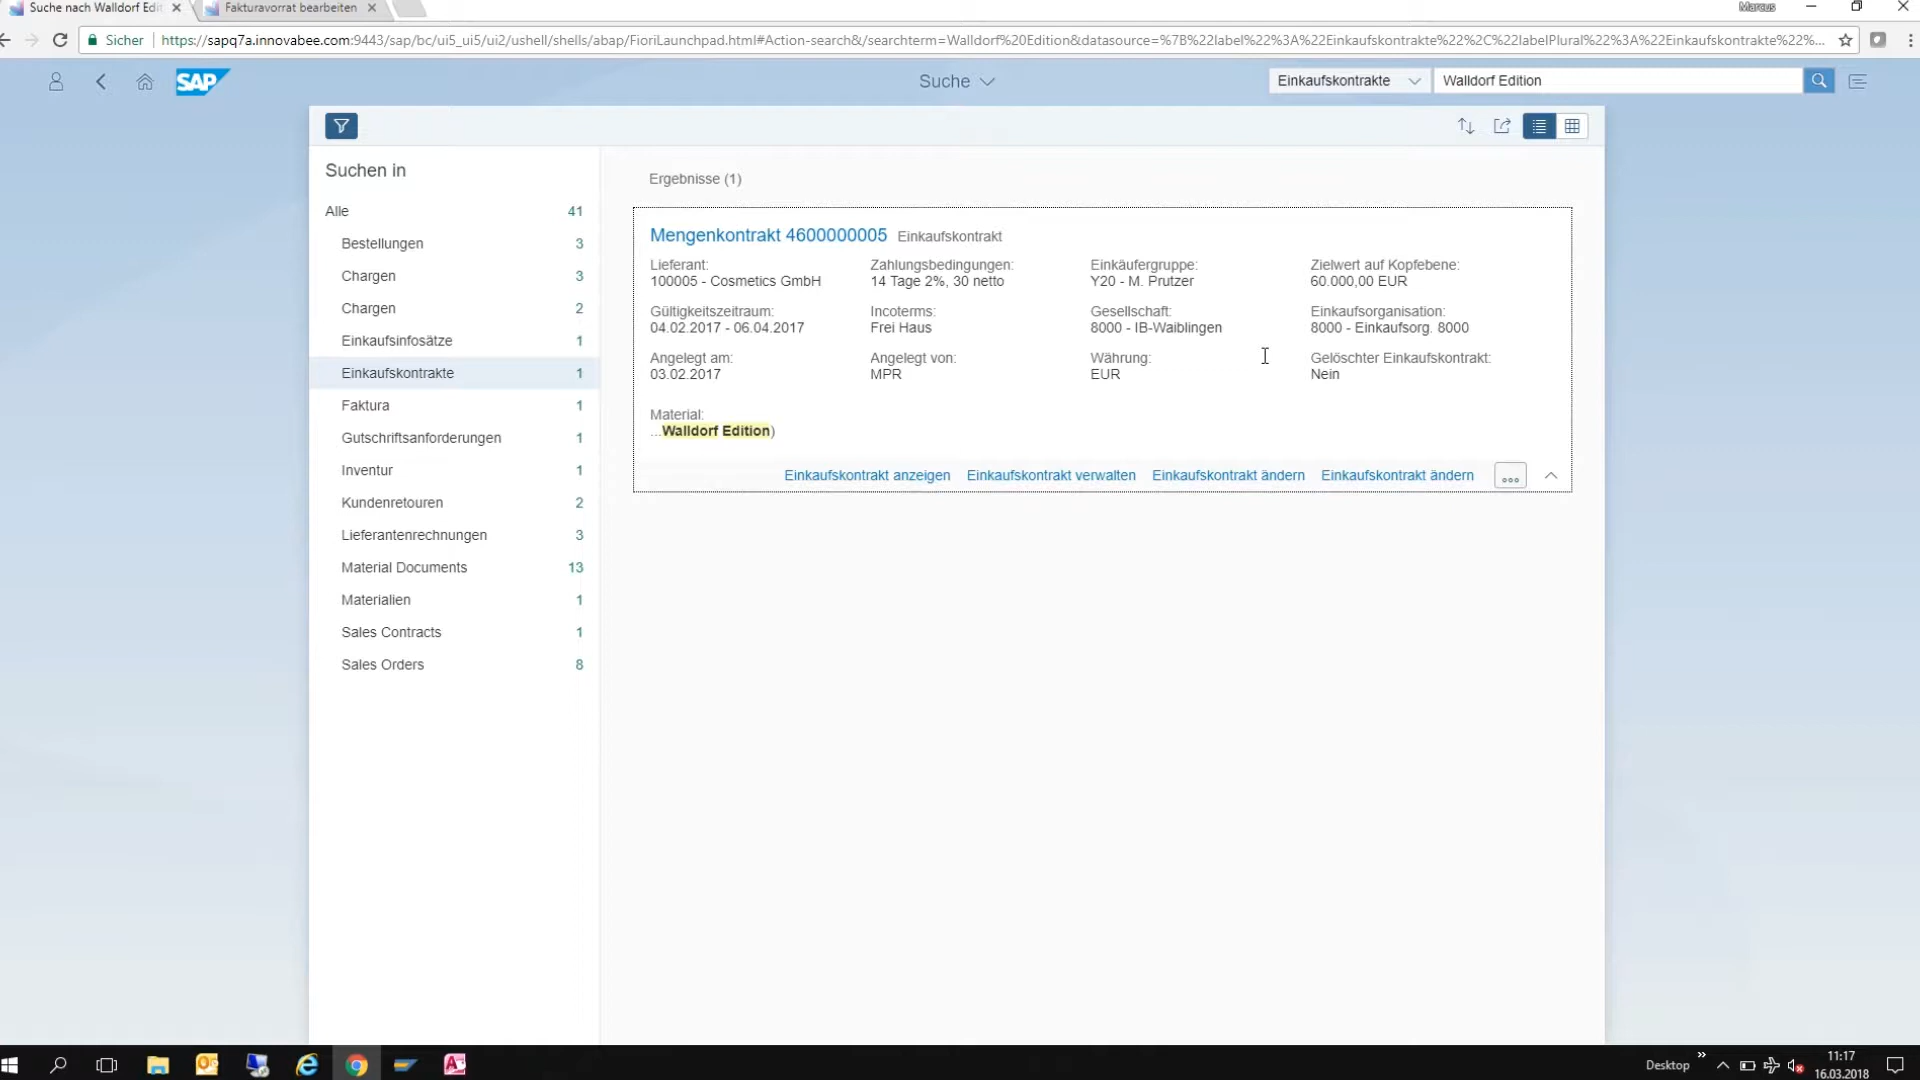 Suche nach Walldorf Edi
Fakturavorrat bearbeiten
Marcus
Sicher
https://sapq7a.innovabee.com:9443/sap/bc/ui5_ui5/ui2/ushell/shells/abap/FioriLaunchpad.html#Action-search&/searchterm=Walldorf%20Edition&datasource=%7B%22label%22%3A%22Einkaufskontrakte%22%2C%22labelPlural%22%3A%22Einkaufskontrakte%22%...
SAP
Suche
Einkaufskontrakte
Walldorf Edition
Suchen in
Alle 41
Bestellungen 3
Chargen 3
Chargen 2
Einkaufsinfosätze 1
Einkaufskontrakte 1
Faktura 1
Gutschriftsanforderungen 1
Inventur 1
Kundenretouren 2
Lieferantenrechnungen 3
Material Documents 13
Materialien 1
Sales Contracts 1
Sales Orders 8
Ergebnisse (1)
Mengenkontrakt 4600000005 Einkaufskontrakt
Lieferant: Zahlungsbedingungen: Einkäufergruppe: Zielwert auf Kopfebene:
100005 - Cosmetics GmbH 14 Tage 2%, 30 netto Y20 - M. Prutzer 60.000,00 EUR
Gültigkeitszeitraum: Incoterms: Gesellschaft: Einkaufsorganisation:
04.02.2017 - 06.04.2017 Frei Haus 8000 - IB-Waiblingen 8000 - Einkaufsorg. 8000
Angelegt am: Angelegt von: Währung: Gelöschter Einkaufskontrakt:
03.02.2017 MPR EUR Nein
Material:
...Walldorf Edition)
Einkaufskontrakt anzeigen Einkaufskontrakt verwalten Einkaufskontrakt ändern Einkaufskontrakt ändern
Desktop
11:17
16.03.2018